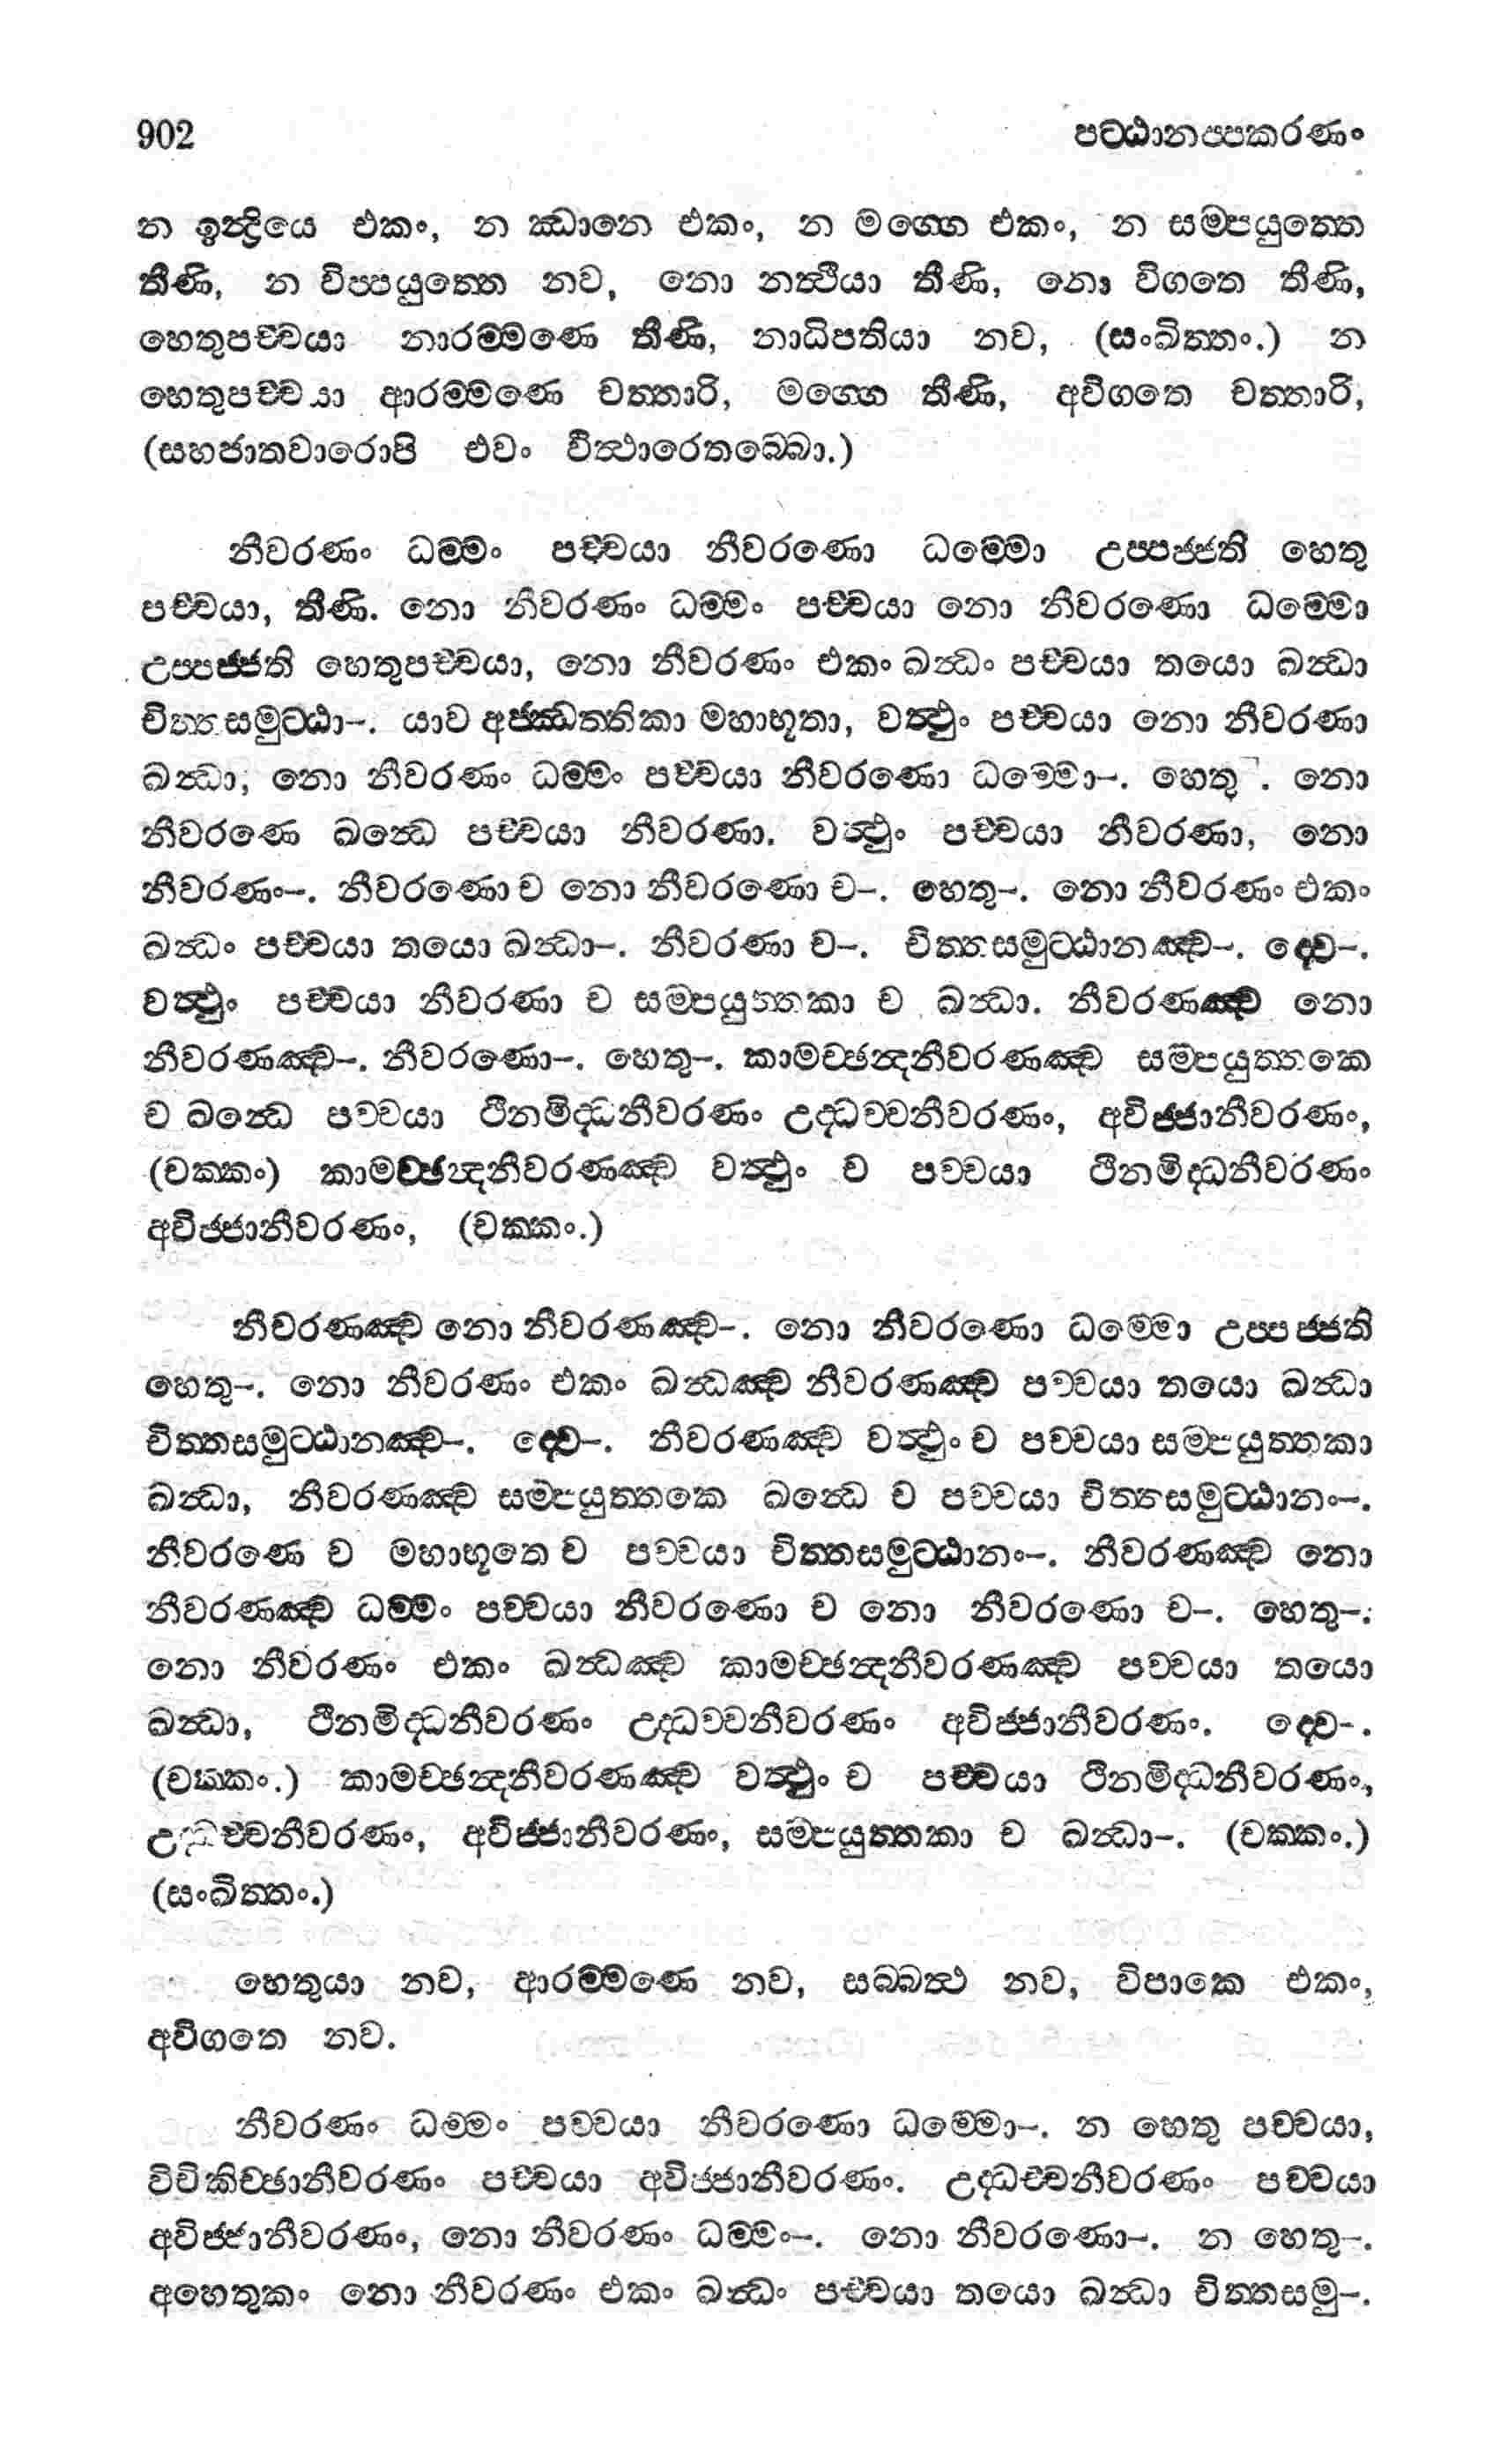 902 පට්ඨානප්පකරණං
න ඉන්ද්‍රියෙ එකං, න ඣානෙ එකං, න මග්ගෙ එකං, න සම්පයුත්තෙ
තීණි, න විප්පයුත්තෙ නව, නො නත්ථියා තීණි, නො විගතෙ තීණි,
හෙතුපච්චයා නාරම්මණෙ තීණි, නාධිපතියා නව, (සංඛිත්තං.) න
හෙතුපච්චයා ආරම්මණෙ චත්තාරි, මග්ගෙ තීණි, අවිගතෙ චත්තාරි,
(සහජාතවාරොපි එවං විත්ථාරෙතබ්බො.)
නීවරණං ධම්මං පච්චයා නීවරණො ධම්මො උප්පජ්ජති හෙතු
පච්චයා, තීණි. නො නීවරණං ධම්මං පච්චයා නො නීවරණො ධම්මො
උප්පජ්ජති හෙතුපච්චයා, නො නීවරණං එකං ඛන්ධං පච්චයා තයො ඛන්ධා
චිත්තසමුට්ඨා-. යාව අජ්ඣත්තිකා මහාභූතා, වත්ථුං පච්චයා නො නීවරණා
ඛන්ධා, නො නීවරණං ධම්මං පච්චයා නීවරණො ධම්මො-. හෙතු . නො
නීවරණෙ ඛන්ධෙ පච්චයා නීවරණා. වත්ථුං පච්චයා නීවරණා, නො
නීවරණං-. නීවරණො ච නො නීවරණො ච-. හෙතු-. නො නීවරණං එකං
ඛන්ධං පච්චයා තයො ඛන්ධා-. නීවරණා ච-. චිත්තසමුට්ඨානඤ්ච-. ද්වෙ-.
වත්ථුං පච්චයා නීවරණා ච සම්පයුත්තකා ච ඛන්ධා. නීවරණඤ්ච නො
නීවරණඤ්ච-. නීවරණො-. හෙතු-. කාමච්ඡන්දනීවරණඤ්ච සම්පයුත්තකෙ
ච ඛන්ධෙ පච්චයා ථීනමිද්ධනීවරණං උද්ධච්චනීවරණං, අවිජ්ජානීවරණං,
(චක්කං) කාමච්ඡන්දනීවරණඤ්ච වත්ථුං ච පච්චයා ථීනමිද්ධනීවරණං
අවිජ්ජානීවරණං, (චක්කං.)
නීවරණඤ්ච නො නීවරණඤ්ච-. නො නීවරණො ධම්මො උප්පජ්ජති
හෙතු-. නො නීවරණං එකං ඛන්ධඤ්ච නීවරණඤ්ච පච්චයා තයො ඛන්ධා
චිත්තසමුට්ඨානඤ්ච-. ද්වෙ-. නීවරණඤ්ච වත්ථුං ච පච්චයා සම්පයුත්තකා
ඛන්ධා, නීවරණඤ්ච සම්පයුත්තකෙ ඛන්ධෙ ච පච්චයා චිත්තසමුට්ඨානං-.
නීවරණෙ ච මහාභූතෙ ච පච්චයා චිත්තසමුට්ඨානං-. නීවරණඤ්ච නො
නීවරණඤ්ච ධම්මං පච්චයා නීවරණො ච නො නීවරණො ච-. හෙතු-.
නො නීවරණං එකං ඛන්ධඤ්ච කාමච්ඡන්දනීවරණඤ්ච පච්චයා තයො
ඛන්ධා, ථීනමිද්ධනීවරණං උද්ධච්චනීවරණං අවිජ්ජානීවරණං. ද්වෙ-.
(චක්කං.) කාමච්ඡන්දනීවරණඤ්ච වත්ථුං ච පච්චයා ථිනමිද්ධනීවරණං,
උද්ධච්චනීවරණං, අවිජ්ජානීවරණං, සම්පයුත්තකා ච ඛන්ධා-. (චක්කං.)
(සංඛිත්තං.)
හෙතුයා නව, ආරම්මණෙ නව, සබ්බත්ථ නව, විපාකෙ එකං,
අවිගතෙ නව.
නීවරණං ධම්මං පච්චයා නීවරණො ධම්මො-. න හෙතු පච්චයා,
විචිකිච්ඡානීවරණං පච්චයා අවිජ්ජානීවරණං. උද්ධච්චනීවරණං පච්චයා
අවිජ්ජානීවරණං, නො නීවරණං ධම්මං-. නො නීවරණො-. න හෙතු-.
අහෙතුකං නො නීවරණං එකං ඛන්ධං පච්චයා තයො ඛන්ධා චිත්තසමු-.